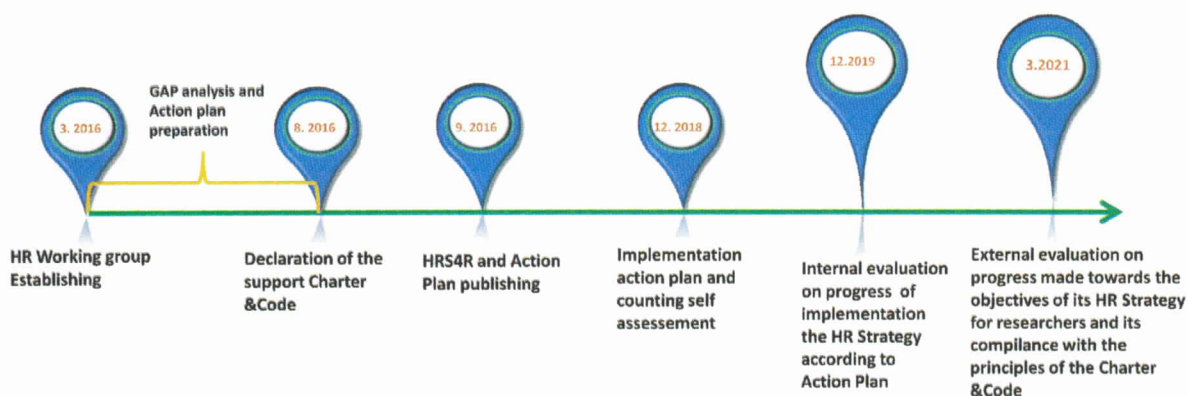 GAP analysis and
Action plan
preparation
3. 2016
8. 2016
9. 2016
12. 2018
12.2019
3.2021
HR Working group
Establishing
Declaration of the
support Charter
&Code
HRS4R and Action
Plan publishing
Implementation
action plan and
counting self
assessement
Internal evaluation
on progress of
implementation
the HR Strategy
according to
Action Plan
External evaluation on
progress made towards the
objectives of its HR Strategy
for researchers and its
compilance with the
principles of the Charter
&Code